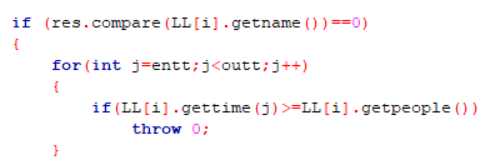 if (res.compare(LL[i].getname())==0)
{
    for(int j=entt;j<outt;j++)
    {
        if(LL[i].gettime(j)>=LL[i].getpeople())
            throw 0;
    }